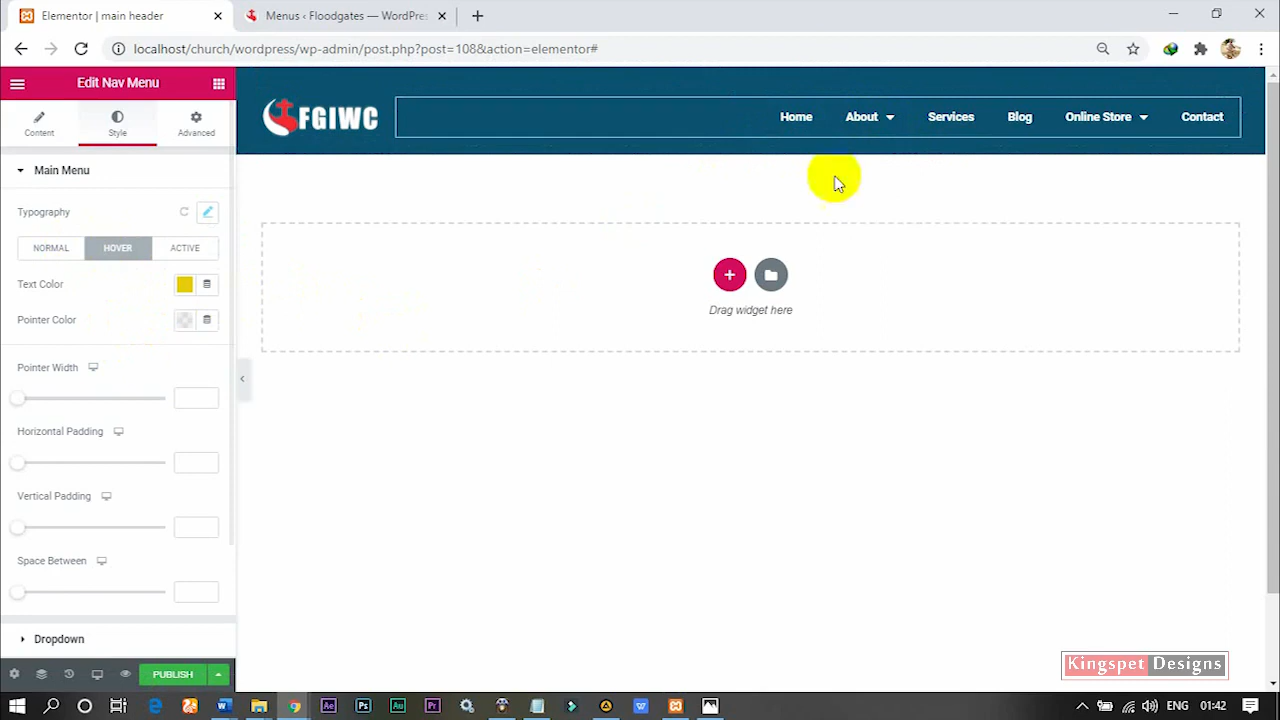 Elementor | main header
Menus ‹ Floodgates — WordPres
localhost/church/wordpress/wp-admin/post.php?post=108&action=elementor#
Edit Nav Menu
Content
Style
Advanced
FGIWC
Home
About
Services
Blog
Online Store
Contact
Main Menu
Typography
NORMAL
HOVER
ACTIVE
Text Color
Pointer Color
Drag widget here
Pointer Width
Horizontal Padding
Vertical Padding
Space Between
Dropdown
PUBLISH
Kingspet Designs
ENG
01:42